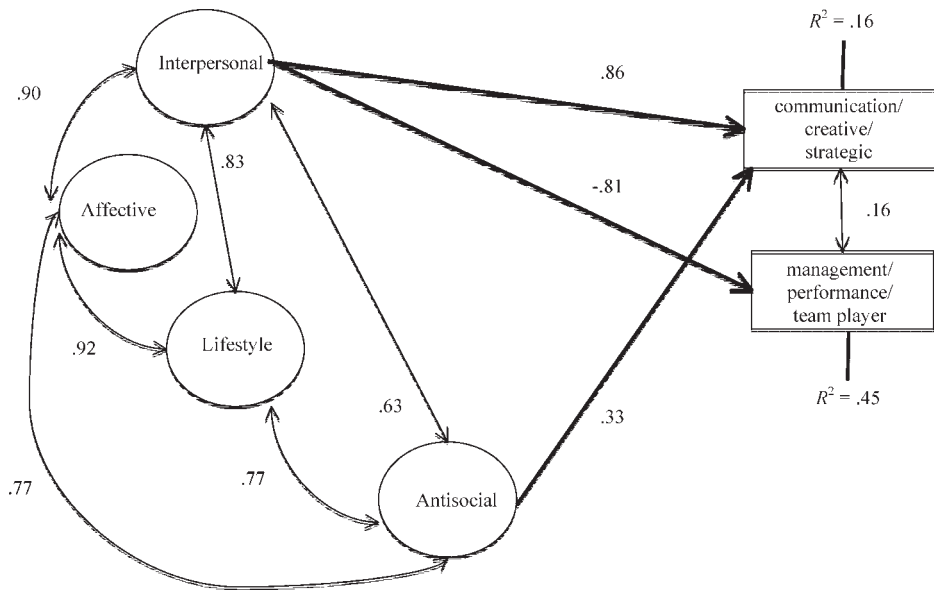 R² = .16
Interpersonal
.90
.86
communication/
creative/
strategic
.83
-.81
Affective
.16
management/
performance/
team player
Lifestyle
.92
.63
.33
R² = .45
.77
.77
Antisocial